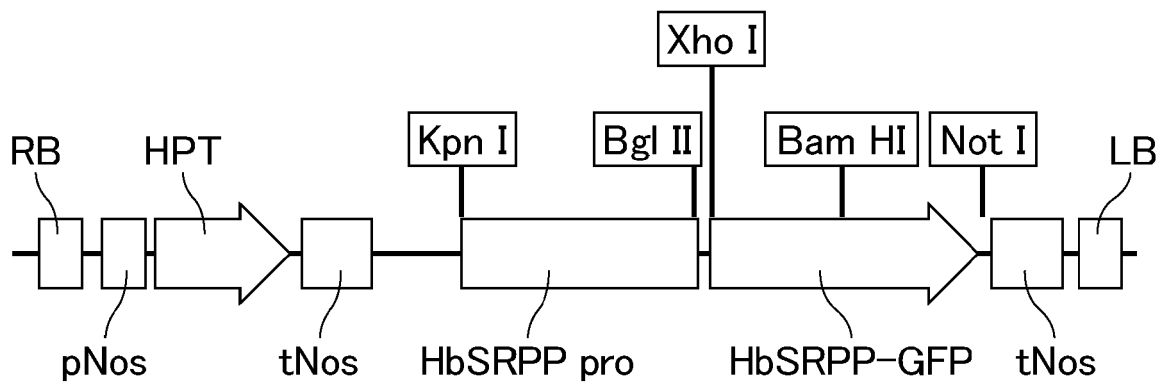 Xho I
Kpn I
Bgl II
Bam HI
Not I
RB
HPT
LB
pNos
tNos
HbSRPP pro
HbSRPP-GFP
tNos